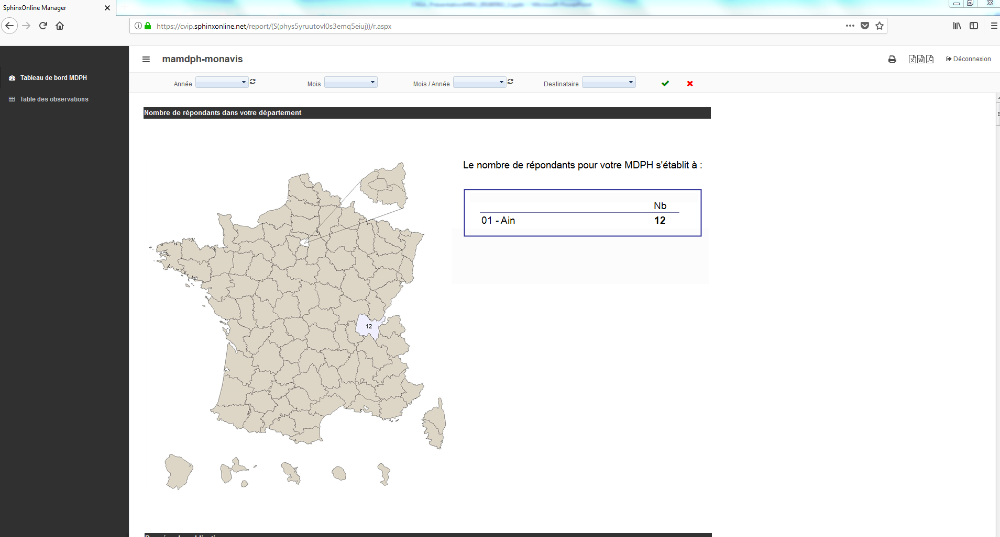 SphinxOnline Manager
https://cvip.sphinxonline.net/report/(S(phys5yruutovl0s3emq5eiuj))/r.aspx
mamdph-monavis
Déconnexion
Tableau de bord MDPH
Table des observations
Année
Mois
Mois / Année
Destinataire
Nombre de répondants dans votre département
Le nombre de répondants pour votre MDPH s'établit à :
Nb
01 - Ain 12
12